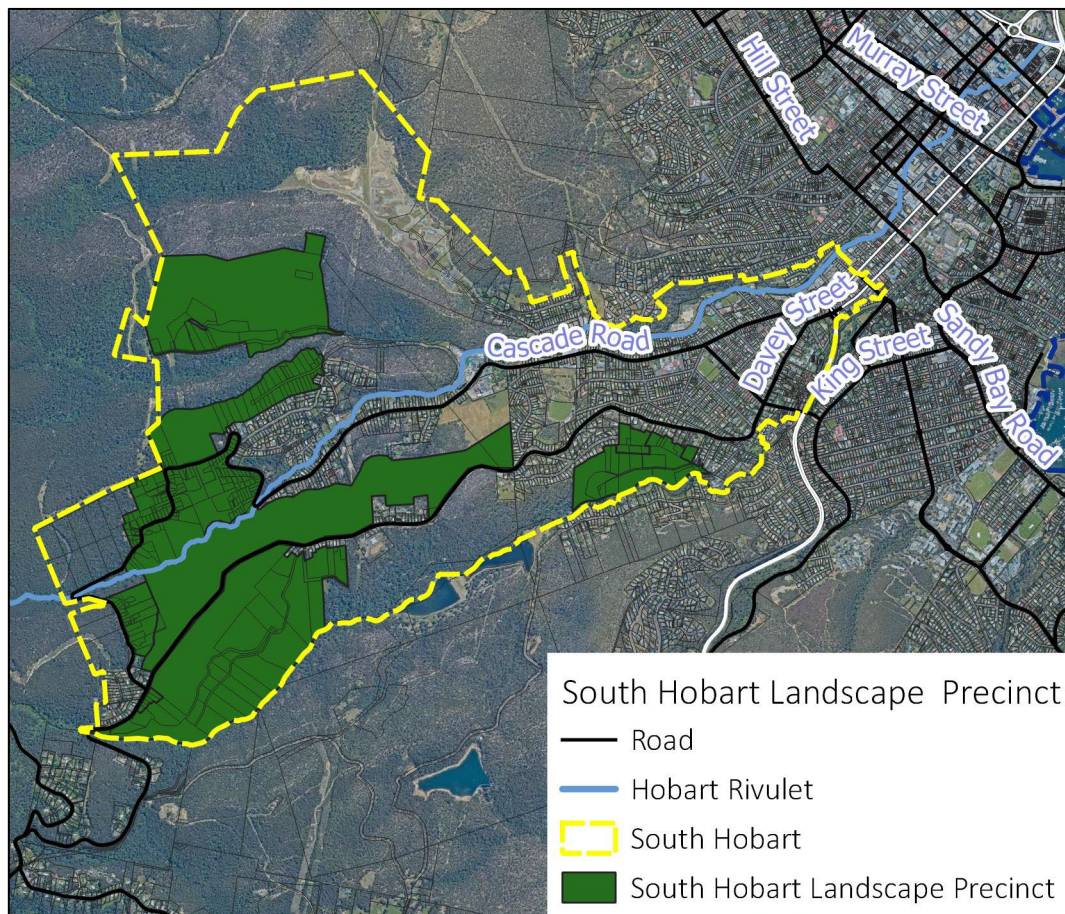 Hill Street
Murray Street
Cascade Road
Davey Street
King Street
Sandy Bay Road
South Hobart Landscape Precinct
Road
Hobart Rivulet
South Hobart
South Hobart Landscape Precinct